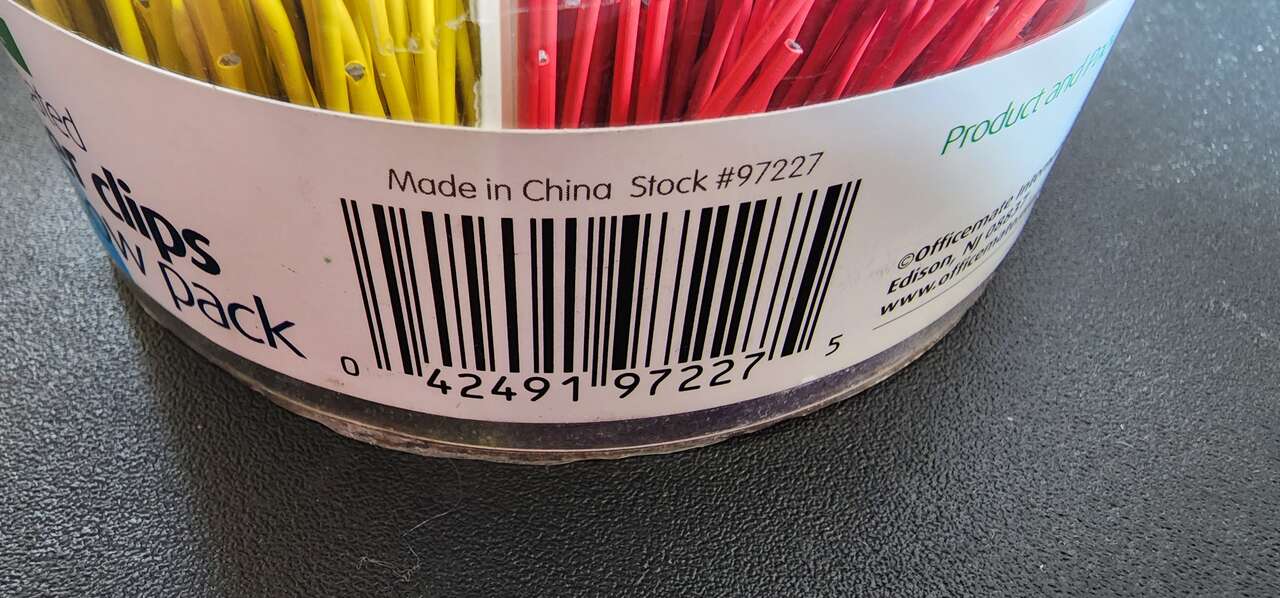 clips
pack
Made in China Stock #97227
0 42491 97227 5
Product and
©Officemate
Edison, NJ
www.officemate